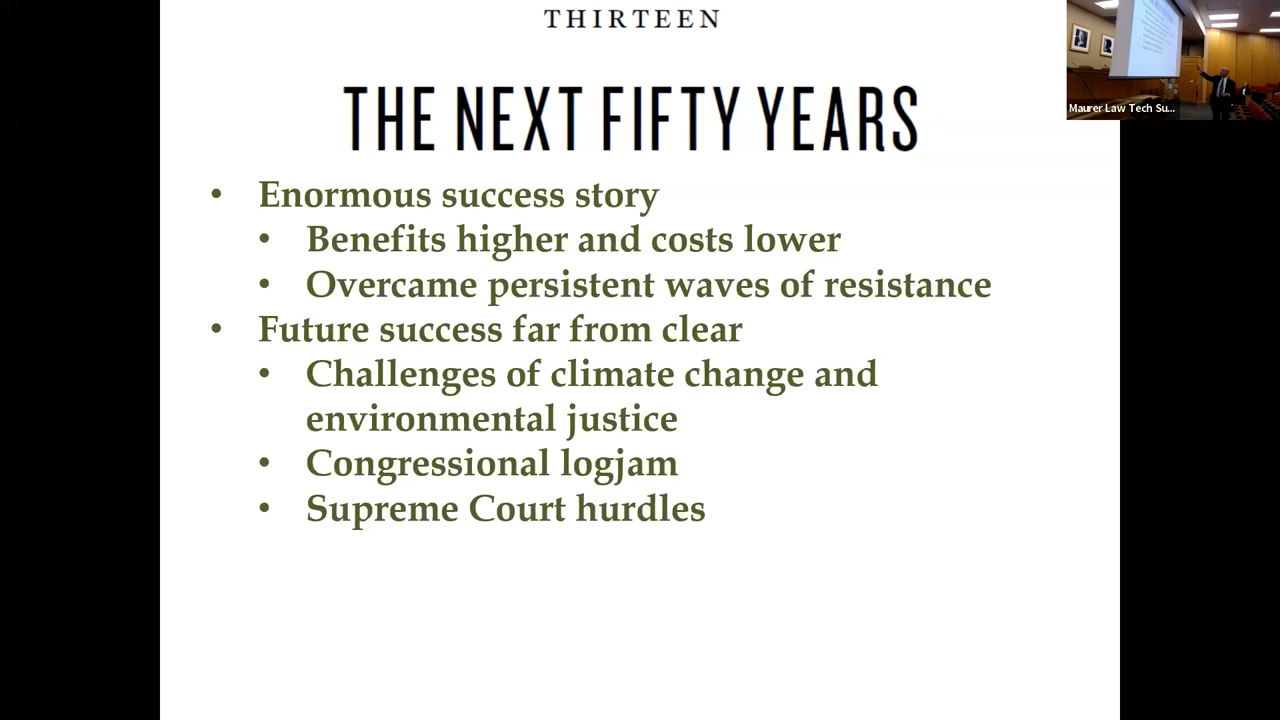 THIRTEEN
THE NEXT FIFTY YEARS
• Enormous success story
• Benefits higher and costs lower
• Overcame persistent waves of resistance
• Future success far from clear
• Challenges of climate change and
environmental justice
• Congressional logjam
• Supreme Court hurdles
Maurer Law Tech Su...